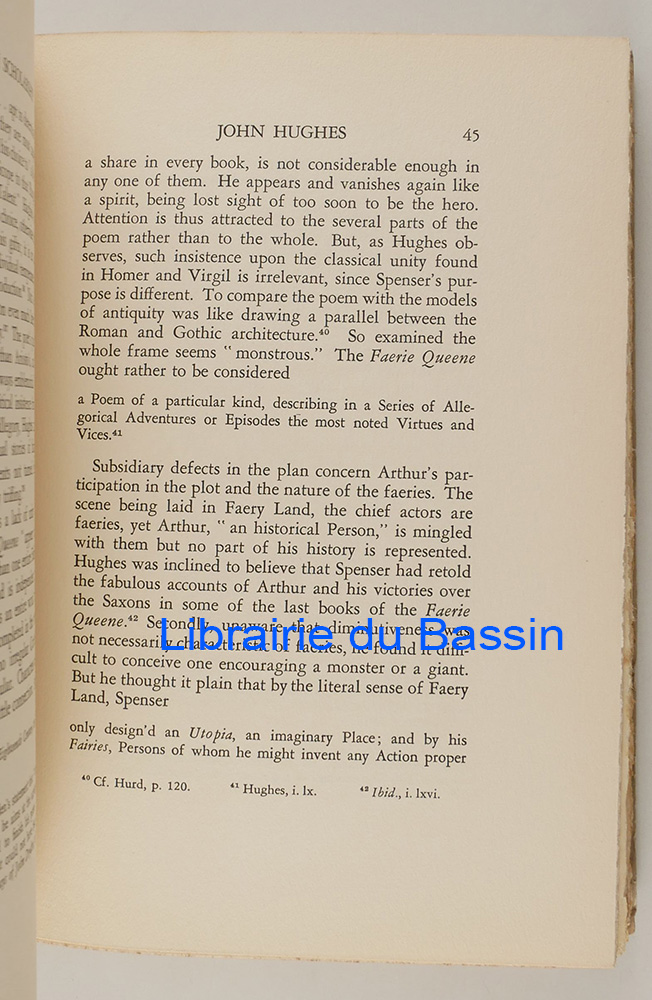 JOHN HUGHES 45
a share in every book, is not considerable enough in
any one of them. He appears and vanishes again like
a spirit, being lost sight of too soon to be the hero.
Attention is thus attracted to the several parts of the
poem rather than to the whole. But, as Hughes ob-
serves, such insistence upon the classical unity found
in Homer and Virgil is irrelevant, since Spenser's pur-
pose is different. To compare the poem with the models
of antiquity was like drawing a parallel between the
Roman and Gothic architecture.⁴⁰ So examined the
whole frame seems "monstrous." The Faerie Queene
ought rather to be considered
a Poem of a particular kind, describing in a Series of Alle-
gorical Adventures or Episodes the most noted Virtues and
Vices.⁴¹
Subsidiary defects in the plan concern Arthur's par-
ticipation in the plot and the nature of the faeries. The
scene being laid in Faery Land, the chief actors are
faeries, yet Arthur, "an historical Person," is mingled
with them but no part of his history is represented.
Hughes was inclined to believe that Spenser had retold
the fabulous accounts of Arthur and his victories over
the Saxons in some of the last books of the Faerie
Queene.⁴² Secondly, unaware that diminutiveness was
not necessarily characteristic of faeries, he found it diffi-
cult to conceive one encouraging a monster or a giant.
But he thought it plain that by the literal sense of Faery
Land, Spenser
only design'd an Utopia, an imaginary Place; and by his
Fairies, Persons of whom he might invent any Action proper
⁴⁰ Cf. Hurd, p. 120. ⁴¹ Hughes, i. lx. ⁴² Ibid., i. lxvi.
Librairie du Bassin